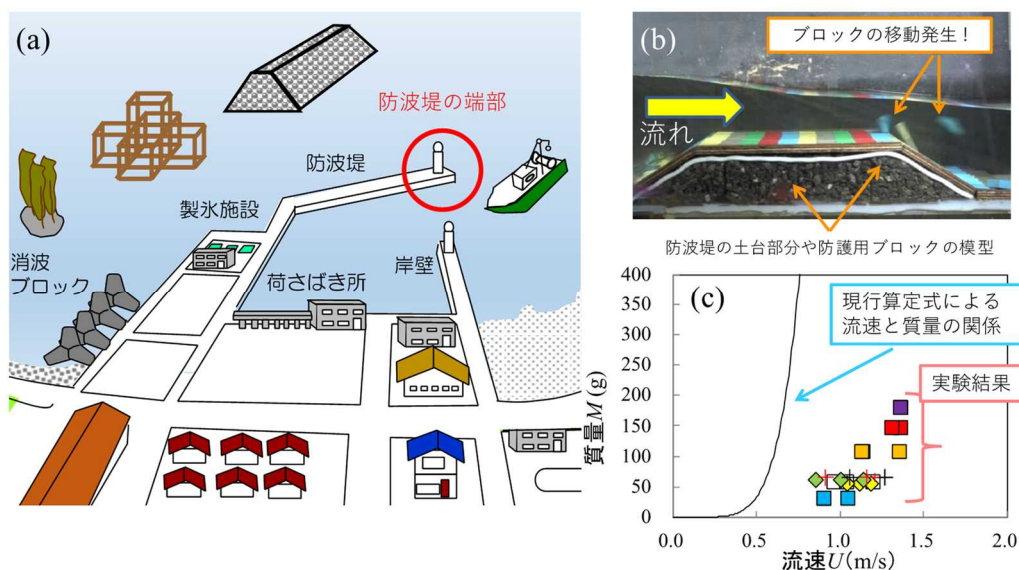 (a)
防波堤の端部
防波堤
製氷施設
消波
ブロック
荷さばき所
岸壁
(b)
ブロックの移動発生！
流れ
防波堤の土台部分や防護用ブロックの模型
(c)
現行算定式による
流速と質量の関係
実験結果
質量M (g)
400
350
300
250
200
150
100
50
0
0.0
0.5
1.0
1.5
2.0
流速U(m/s)